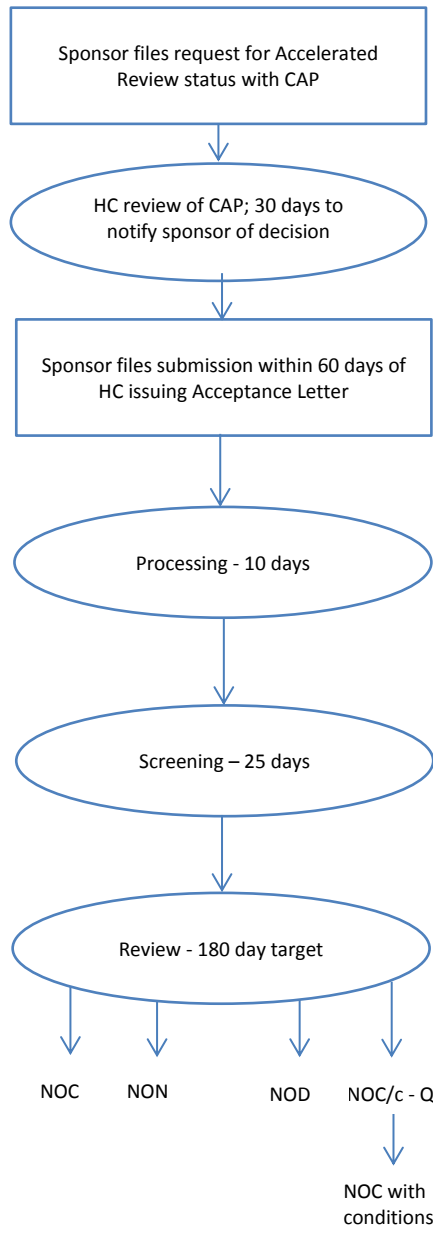 Sponsor files request for Accelerated
Review status with CAP
HC review of CAP; 30 days to
notify sponsor of decision
Sponsor files submission within 60 days of
HC issuing Acceptance Letter
Processing - 10 days
Screening – 25 days
Review - 180 day target
NOC NON NOD NOC/c - Q
NOC with
conditions